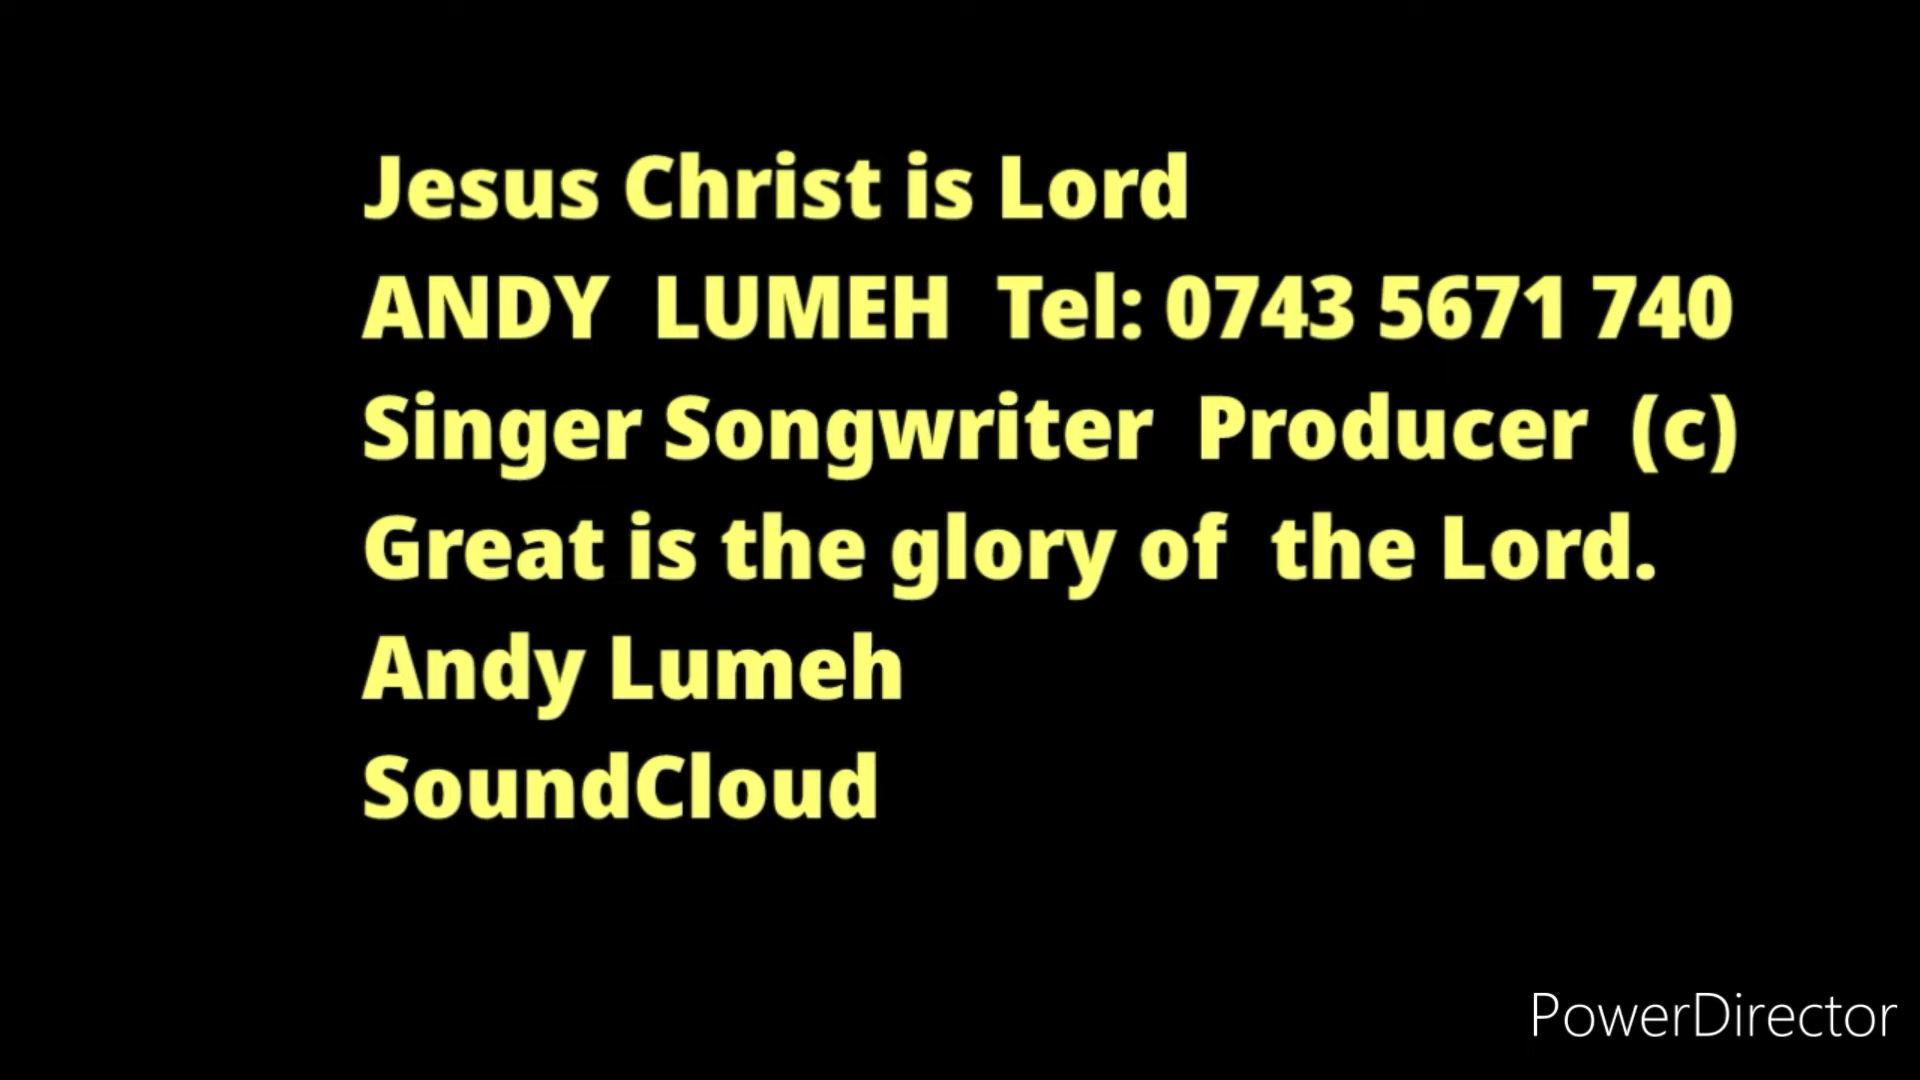 Jesus Christ is Lord
ANDY  LUMEH  Tel: 0743 5671 740
Singer Songwriter  Producer  (c)
Great is the glory of  the Lord.
Andy Lumeh
SoundCloud
PowerDirector